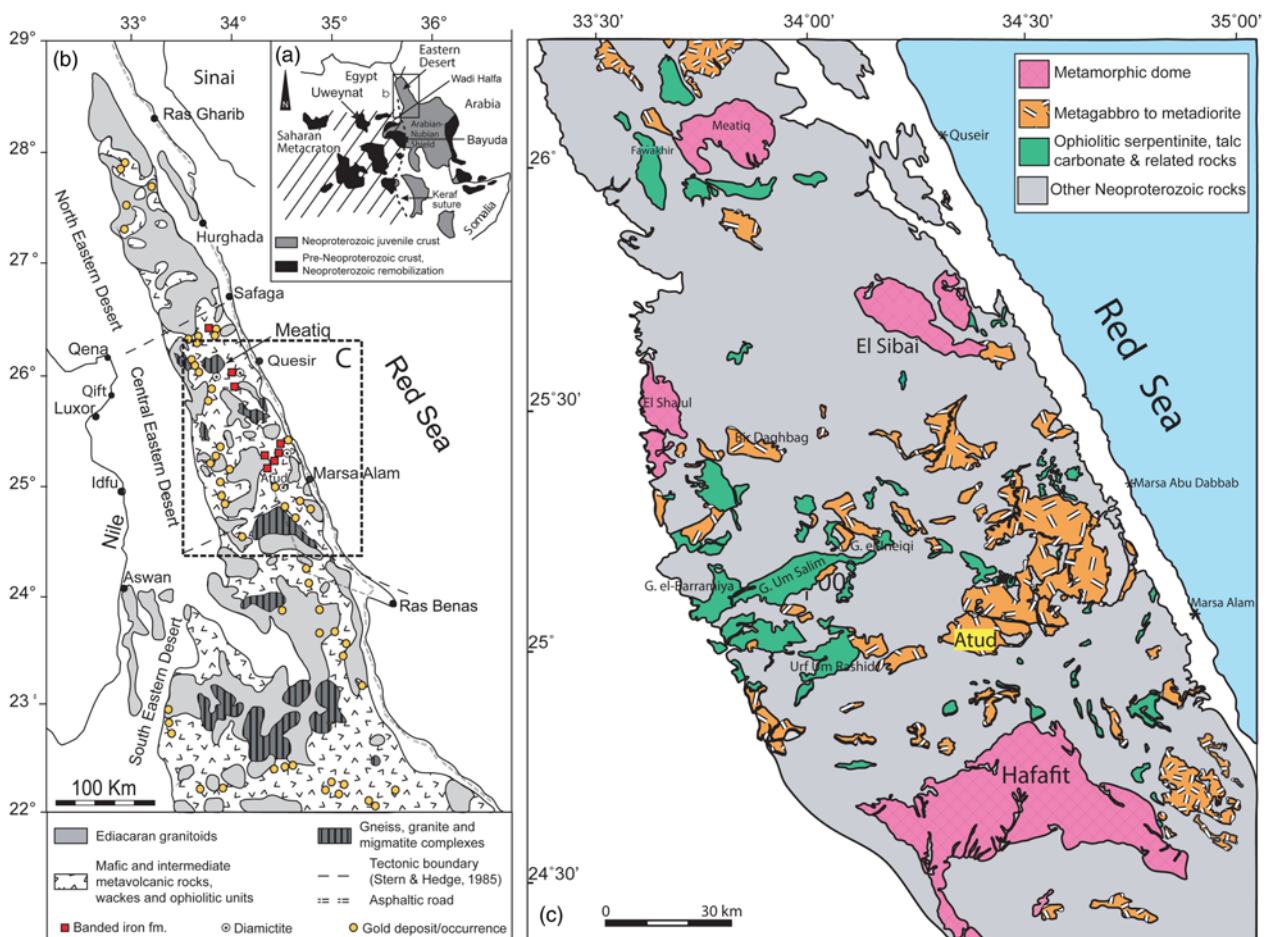 33°
34°
35°
36°
29°
28°
27°
26°
25°
24°
23°
22°
(b)
Sinai
Ras Gharib
Hurghada
Safaga
Meatiq
Quesir
C
Qena
Qift
Luxor
Idfu
Nile
Aswan
Atud
Marsa Alam
Ras Benas
Red Sea
North Eastern Desert
Central Eastern Desert
South Eastern Desert
100 Km
(a)
N
Egypt
Eastern
Desert
Wadi Halfa
Uweynat
b
Arabia
Saharan
Metacraton
Arabian-
Nubian
Shield
Bayuda
Keraf
suture
Somalia
Neoproterozoic juvenile crust
Pre-Neoproterozoic crust,
Neoproterozoic remobilization
Ediacaran granitoids
Mafic and intermediate
metavolcanic rocks,
wackes and ophiolitic units
Gneiss, granite and
migmatite complexes
Tectonic boundary
(Stern & Hedge, 1985)
Asphaltic road
Banded iron fm.
Diamictite
Gold deposit/occurrence
33°30'
34°00'
34°30'
35°00'
26°
25°30'
25°
24°30'
Metamorphic dome
Metagabbro to metadiorite
Ophiolitic serpentinite, talc
carbonate & related rocks
Other Neoproterozoic rocks
Meatiq
Fawakhir
Quseir
Red Sea
El Sibai
El Shalul
Bir Daghbag
Marsa Abu Dabbab
G. el-Barramiya
G. Um Salim
Marsa Alam
Atud
Urf Um Rashid
Hafafit
(c)
0
30 km